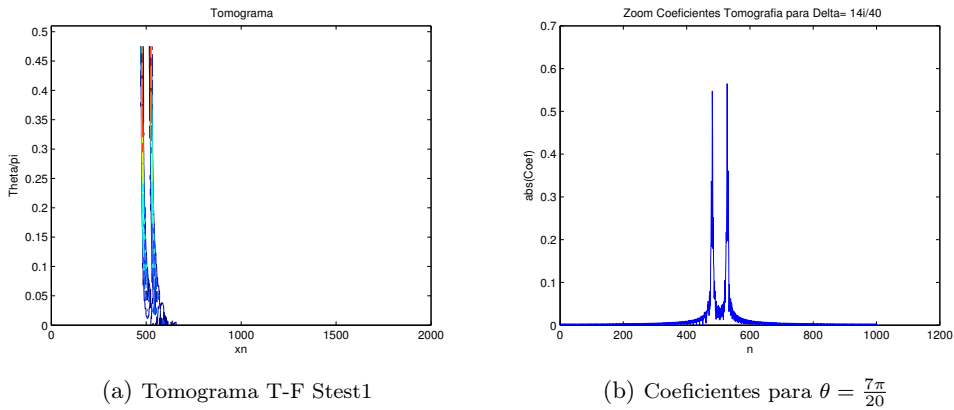 Tomograma
0.5
0.45
0.4
0.35
0.3
0.25
0.2
0.15
0.1
0.05
0
Theta/pi
0 500 1000 1500 2000
xn
(a) Tomograma T-F Stest1
Zoom Coeficientes Tomografia para Delta= 14i/40
0.7
0.6
0.5
0.4
0.3
0.2
0.1
0
abs(Coef)
0 200 400 600 800 1000 1200
n
(b) Coeficientes para θ = 7π/20